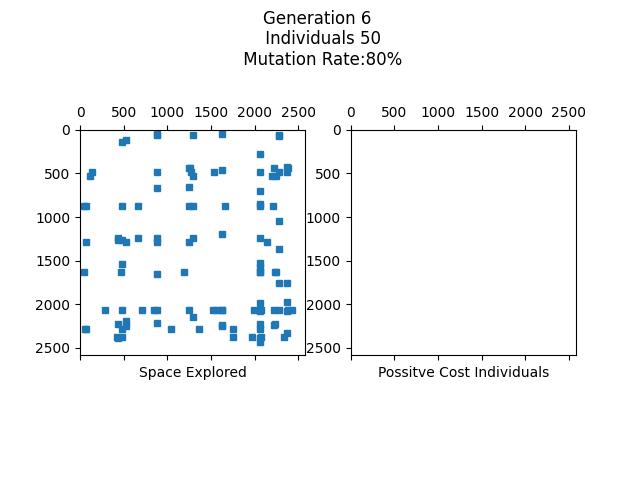 Generation 6
Individuals 50
Mutation Rate:80%
0 500 1000 1500 2000 2500
0 500 1000 1500 2000 2500
0
500
1000
1500
2000
2500
0
500
1000
1500
2000
2500
Space Explored
Possitve Cost Individuals